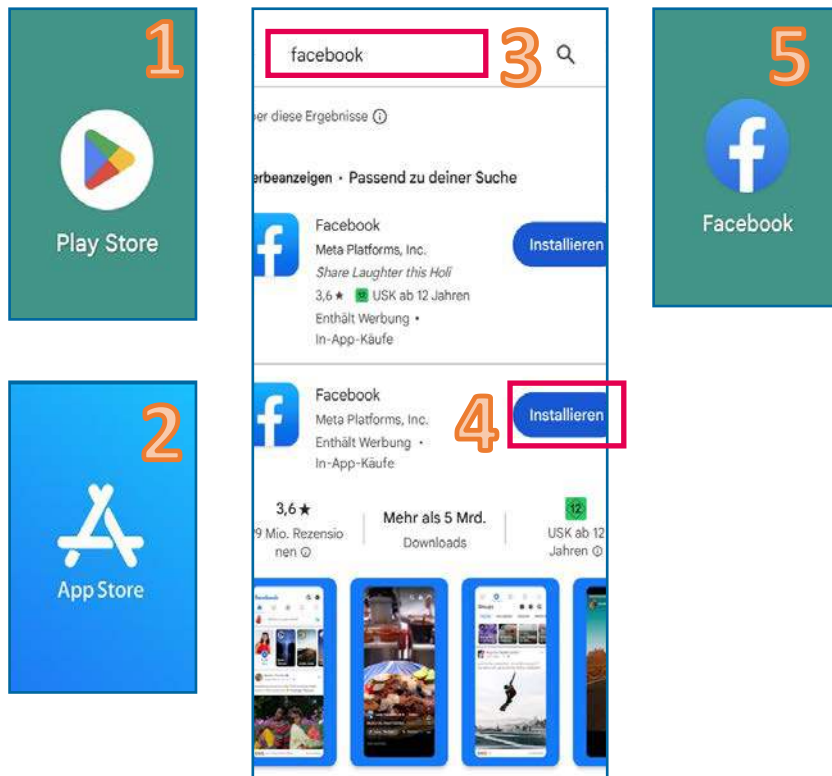 1
Play Store
2
App Store
facebook
3
er diese Ergebnisse
erbeanzeigen · Passend zu deiner Suche
Facebook
Meta Platforms, Inc.
Share Laughter this Holi
3,6 ★ 12 USK ab 12 Jahren
Enthält Werbung •
In-App-Käufe
Installieren
Facebook
Meta Platforms, Inc.
Enthält Werbung •
In-App-Käufe
4
Installieren
3,6 ★
9 Mio. Rezensio
nen
Mehr als 5 Mrd.
Downloads
12
USK ab 12
Jahren
5
Facebook